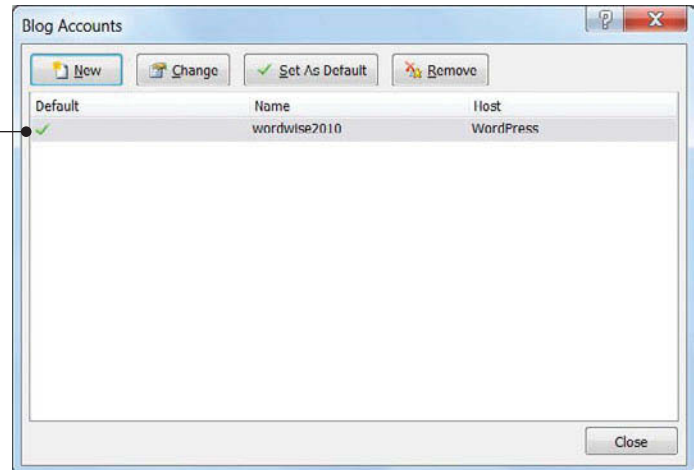 Blog Accounts
New Change Set As Default Remove
Default Name Host
wordwise2010 WordPress
Close